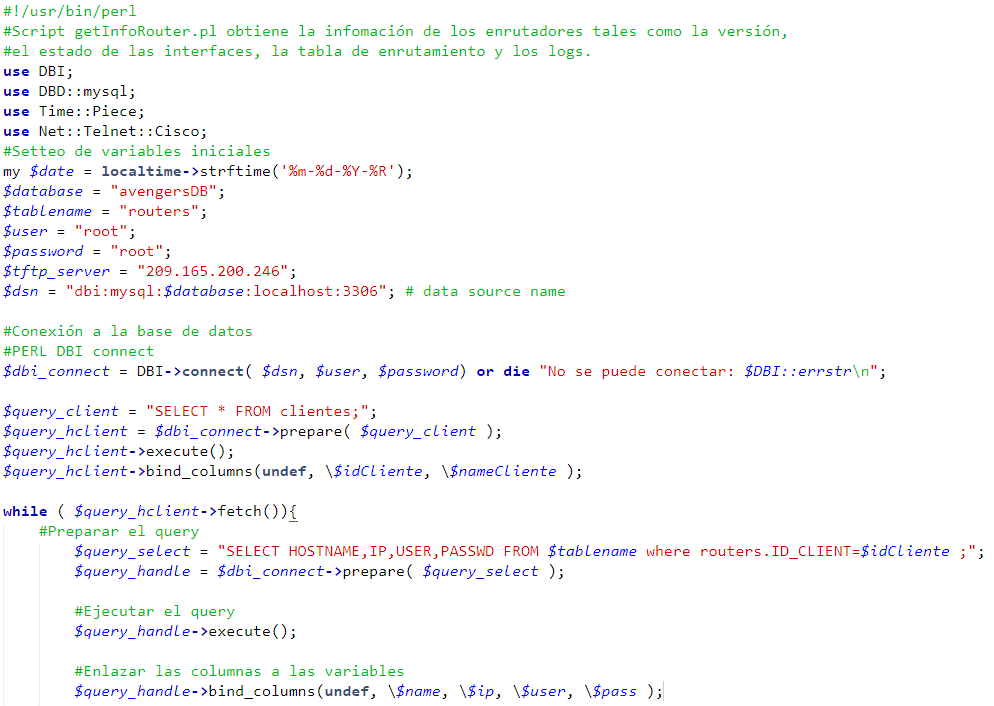 #!/usr/bin/perl
#Script getInfoRouter.pl obtiene la infomación de los enrutadores tales como la versión,
#el estado de las interfaces, la tabla de enrutamiento y los logs.
use DBI;
use DBD::mysql;
use Time::Piece;
use Net::Telnet::Cisco;
#Setteo de variables iniciales
my $date = localtime->strftime('%m-%d-%Y-%R');
$database = "avengersDB";
$tablename = "routers";
$user = "root";
$password = "root";
$tftp_server = "209.165.200.246";
$dsn = "dbi:mysql:$database:localhost:3306"; # data source name
#Conexión a la base de datos
#PERL DBI connect
$dbi_connect = DBI->connect( $dsn, $user, $password) or die "No se puede conectar: $DBI::errstr\n";
$query_client = "SELECT * FROM clientes;";
$query_hclient = $dbi_connect->prepare( $query_client );
$query_hclient->execute();
$query_hclient->bind_columns(undef, \$idCliente, \$nameCliente );
while ( $query_hclient->fetch()){
#Preparar el query
$query_select = "SELECT HOSTNAME,IP,USER,PASSWD FROM $tablename where routers.ID_CLIENT=$idCliente ;";
$query_handle = $dbi_connect->prepare( $query_select );
#Ejecutar el query
$query_handle->execute();
#Enlazar las columnas a las variables
$query_handle->bind_columns(undef, \$name, \$ip, \$user, \$pass );